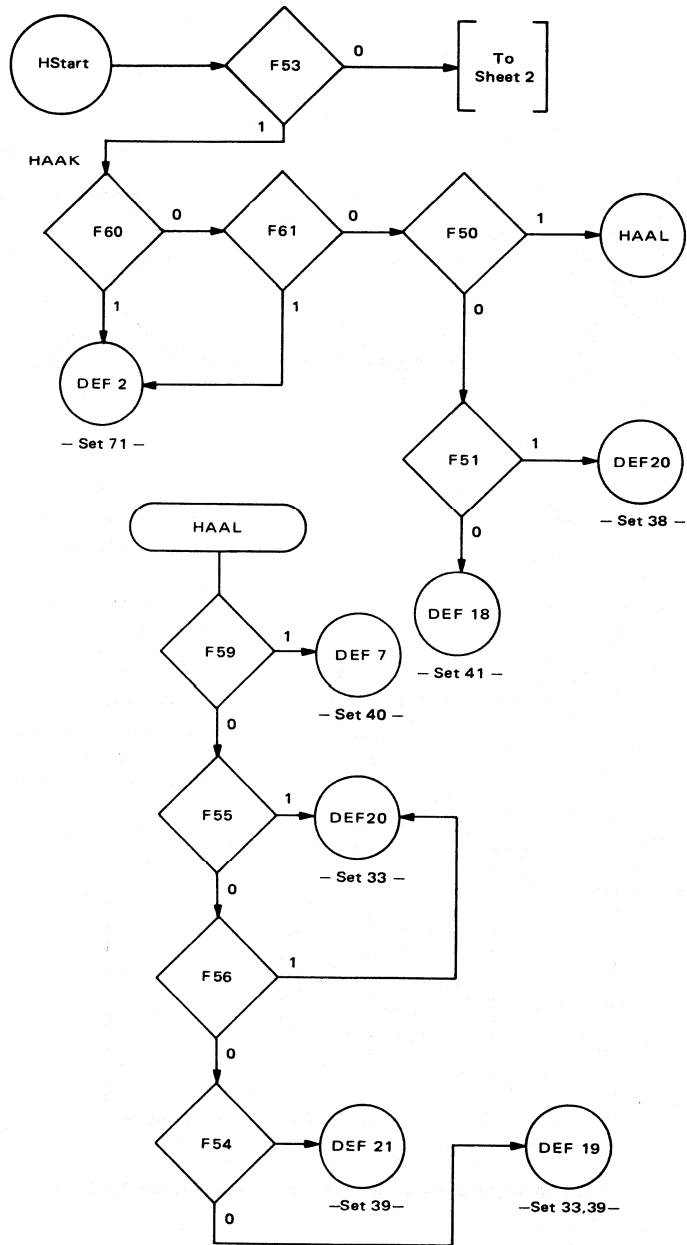 HStart
F53
0
To
Sheet 2
1
HAAK
F60
0
F61
0
F50
1
HAAL
1
1
0
DEF 2
— Set 71 —
F51
1
DEF20
— Set 38 —
0
HAAL
DEF 18
— Set 41 —
F59
1
DEF 7
— Set 40 —
0
F55
1
DEF20
— Set 33 —
0
F56
1
0
F54
DEF 21
DEF 19
—Set 39—
—Set 33,39—
0